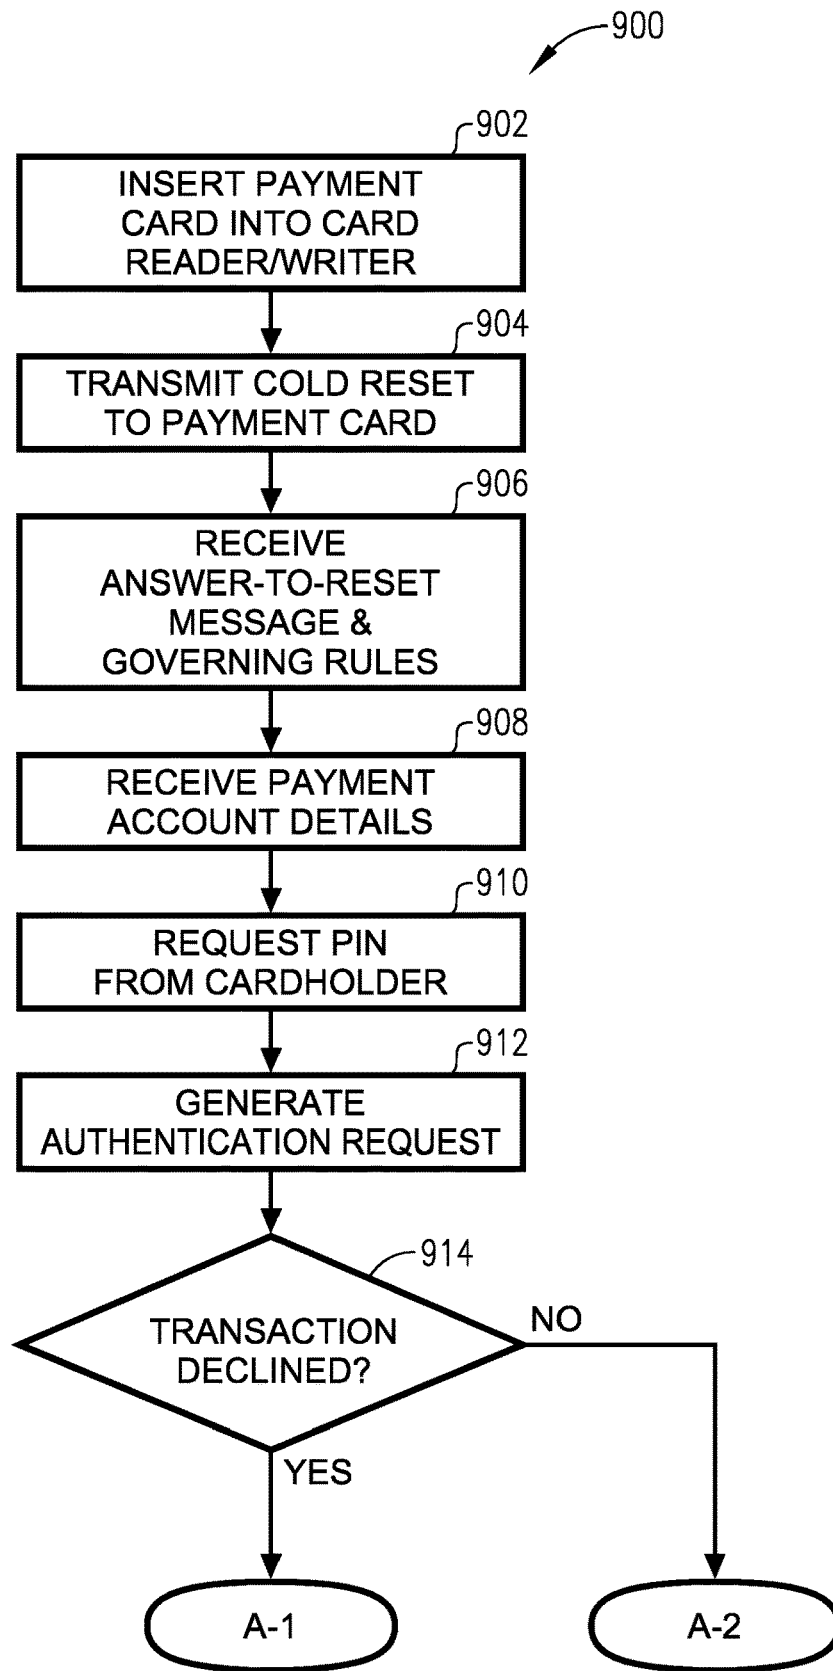 900
902
INSERT PAYMENT
CARD INTO CARD
READER/WRITER
904
TRANSMIT COLD RESET
TO PAYMENT CARD
906
RECEIVE
ANSWER-TO-RESET
MESSAGE &
GOVERNING RULES
908
RECEIVE PAYMENT
ACCOUNT DETAILS
910
REQUEST PIN
FROM CARDHOLDER
912
GENERATE
AUTHENTICATION REQUEST
914
TRANSACTION
DECLINED?
NO
YES
A-1
A-2